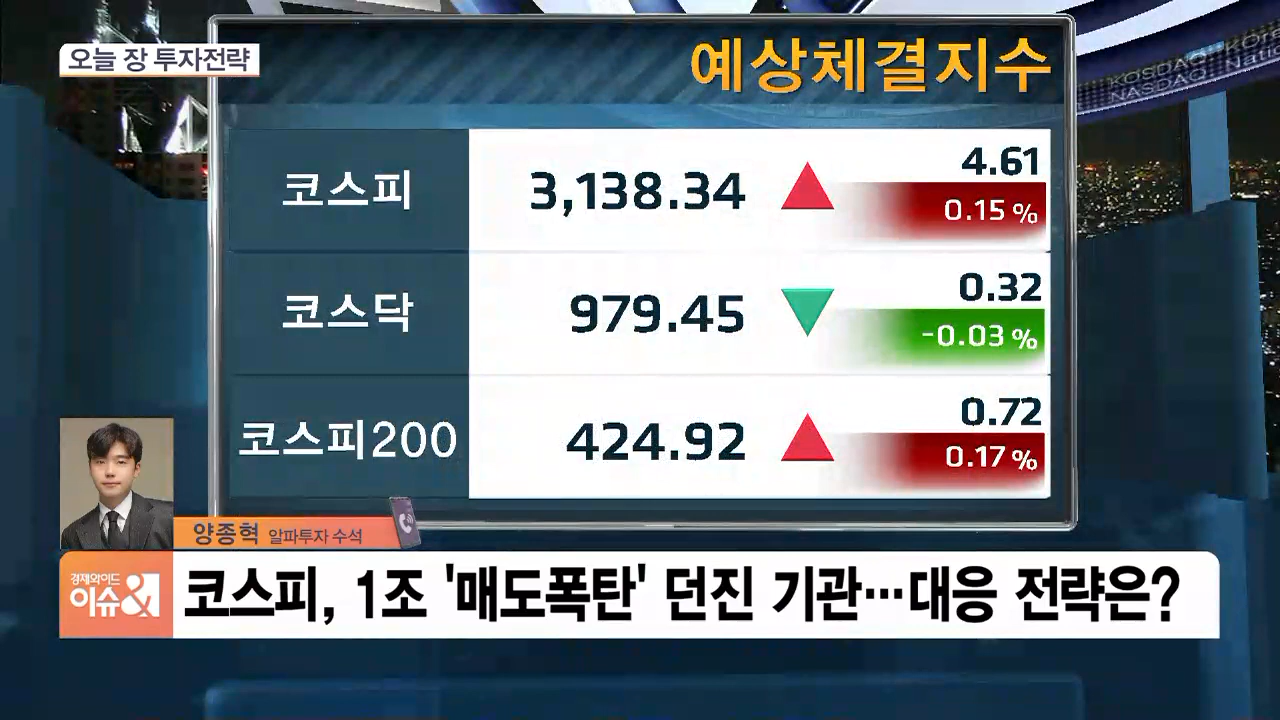 오늘 장 투자전략
예상체결지수
KOSDAQ
NASDAQ
코스피 3,138.34 ▲ 4.61
0.15 %
코스닥 979.45 ▼ 0.32
-0.03 %
코스피200 424.92 ▲ 0.72
0.17 %
양종혁 알파투자 수석
경제와이드
이슈&
코스피, 1조 '매도폭탄' 던진 기관…대응 전략은?